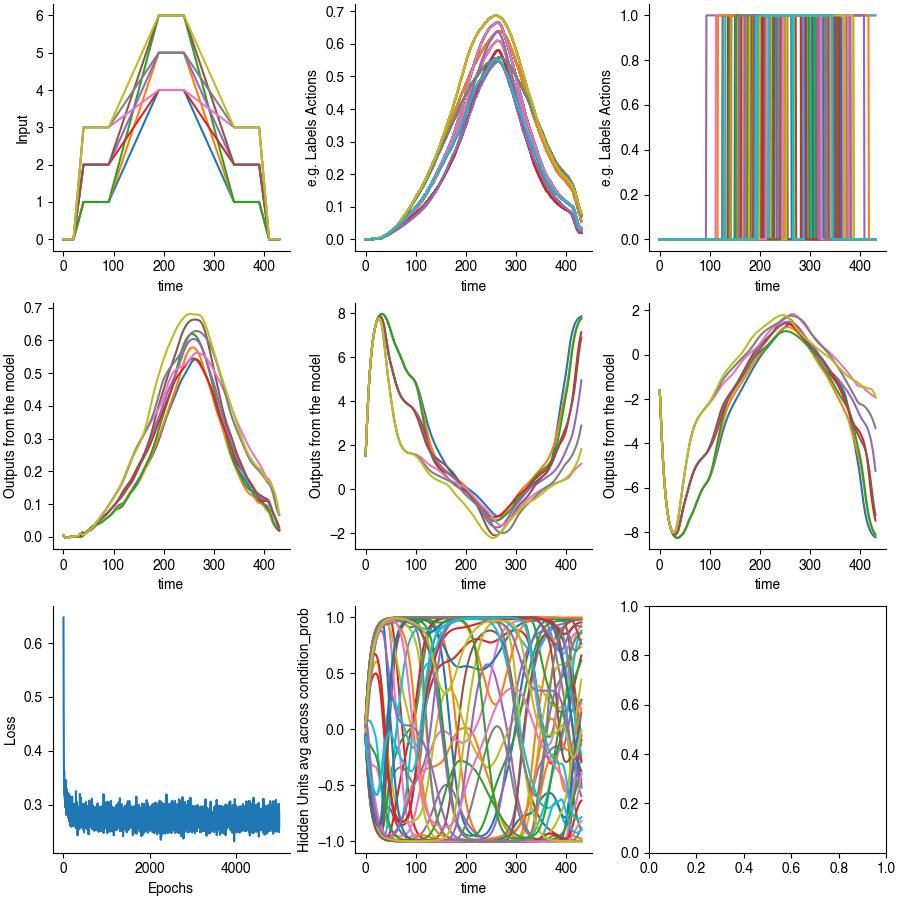 Input
0
1
2
3
4
5
6
0 100 200 300 400
time
e.g. Labels Actions
0.0
0.1
0.2
0.3
0.4
0.5
0.6
0.7
0 100 200 300 400
time
e.g. Labels Actions
0.0
0.2
0.4
0.6
0.8
1.0
0 100 200 300 400
time
Outputs from the model
0.0
0.1
0.2
0.3
0.4
0.5
0.6
0.7
0 100 200 300 400
time
Outputs from the model
−2
0
2
4
6
8
0 100 200 300 400
time
Outputs from the model
−8
−6
−4
−2
0
2
0 100 200 300 400
time
Loss
0.3
0.4
0.5
0.6
0 2000 4000
Epochs
Hidden Units avg across condition_prob
−1.0
−0.5
0.0
0.5
1.0
0 100 200 300 400
time
0.0
0.2
0.4
0.6
0.8
1.0
0.0 0.2 0.4 0.6 0.8 1.0